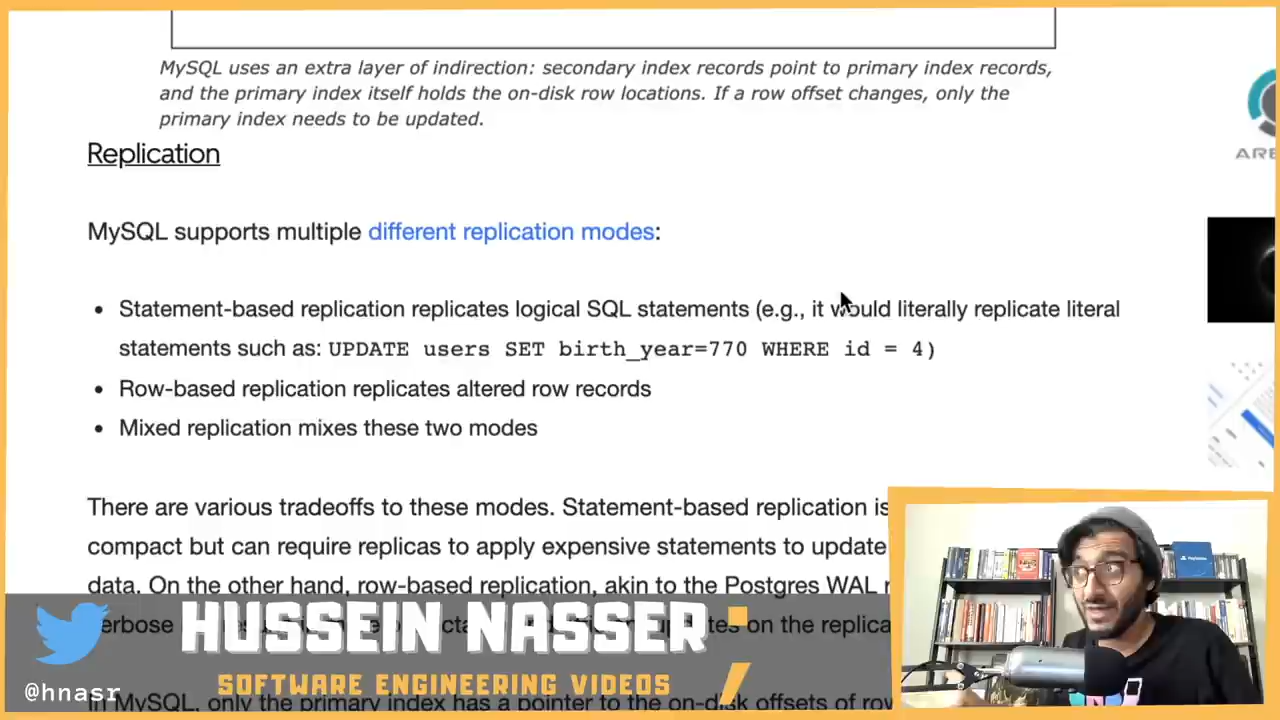 MySQL uses an extra layer of indirection: secondary index records point to primary index records,
and the primary index itself holds the on-disk row locations. If a row offset changes, only the
primary index needs to be updated.
Replication
MySQL supports multiple different replication modes:
• Statement-based replication replicates logical SQL statements (e.g., it would literally replicate literal
statements such as: UPDATE users SET birth_year=770 WHERE id = 4)
• Row-based replication replicates altered row records
• Mixed replication mixes these two modes
There are various tradeoffs to these modes. Statement-based replication is
compact but can require replicas to apply expensive statements to update
data. On the other hand, row-based replication, akin to the Postgres WAL
on the replica
MySQL, only the primary index has a pointer to the on-disk offsets of
HUSSEIN NASSER
SOFTWARE ENGINEERING VIDEOS
@hnasr